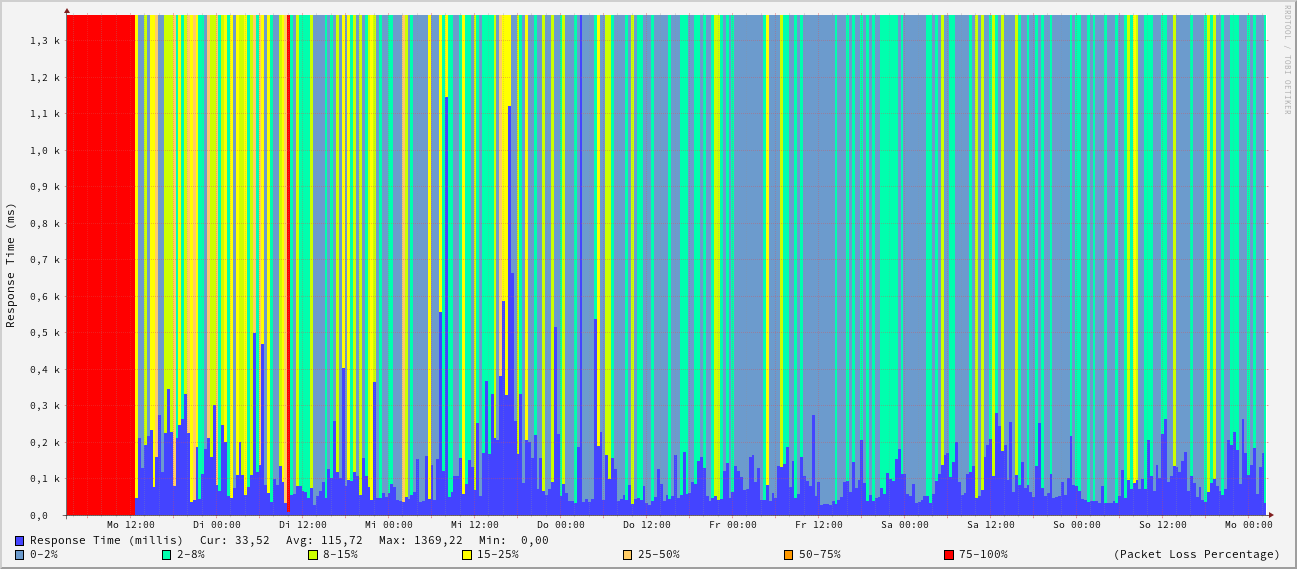 RRDTOOL / TOBI OETIKER
Response Time (ms)
1,3 k
1,2 k
1,1 k
1,0 k
0,9 k
0,8 k
0,7 k
0,6 k
0,5 k
0,4 k
0,3 k
0,2 k
0,1 k
0,0
Mo 12:00 Di 00:00 Di 12:00 Mi 00:00 Mi 12:00 Do 00:00 Do 12:00 Fr 00:00 Fr 12:00 Sa 00:00 Sa 12:00 So 00:00 So 12:00 Mo 00:00
Response Time (millis) Cur: 33,52 Avg: 115,72 Max: 1369,22 Min: 0,00
0-2% 2-8% 8-15% 15-25% 25-50% 50-75% 75-100% (Packet Loss Percentage)